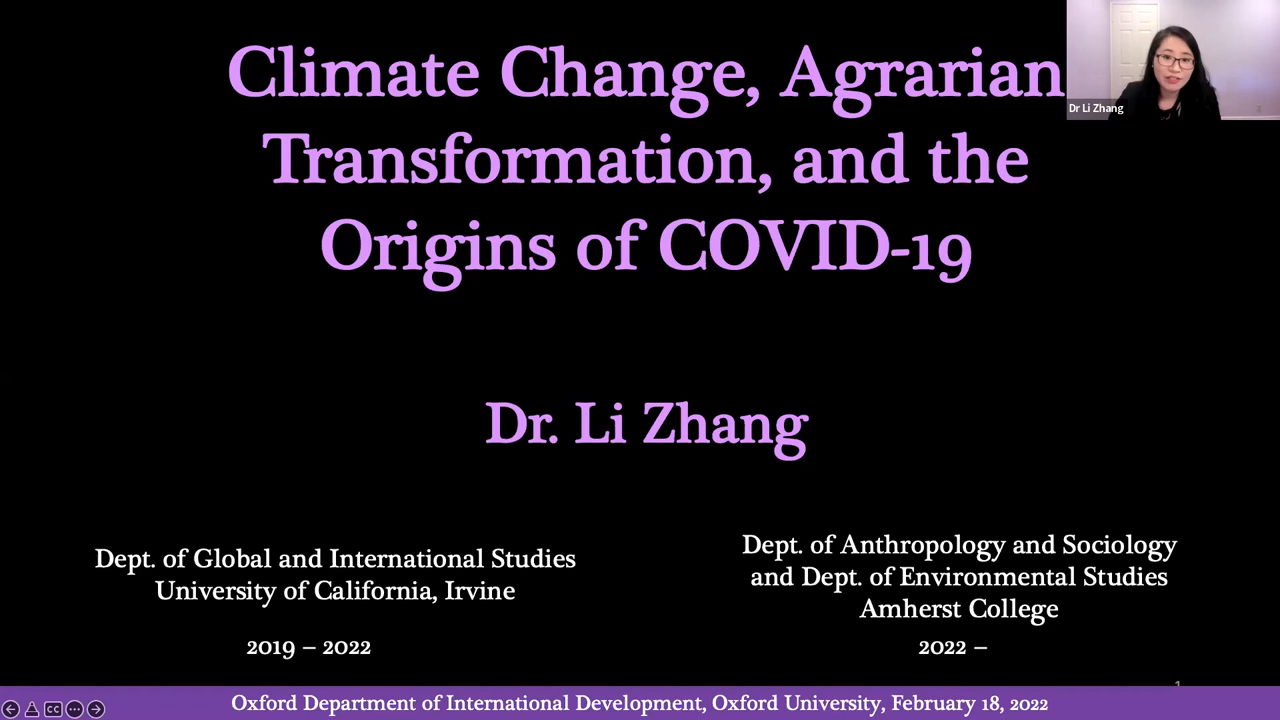 Climate Change, Agrarian
Transformation, and the
Origins of COVID-19
Dr Li Zhang
Dr. Li Zhang
Dept. of Global and International Studies
University of California, Irvine
2019 – 2022
Dept. of Anthropology and Sociology
and Dept. of Environmental Studies
Amherst College
2022 –
1
CC
Oxford Department of International Development, Oxford University, February 18, 2022